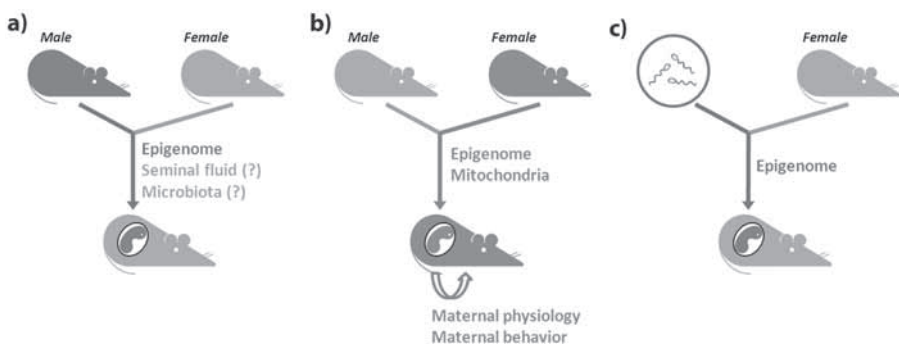 a)
Male
Female
Epigenome
Seminal fluid (?)
Microbiota (?)
b)
Male
Female
Epigenome
Mitochondria
Maternal physiology
Maternal behavior
c)
Female
Epigenome